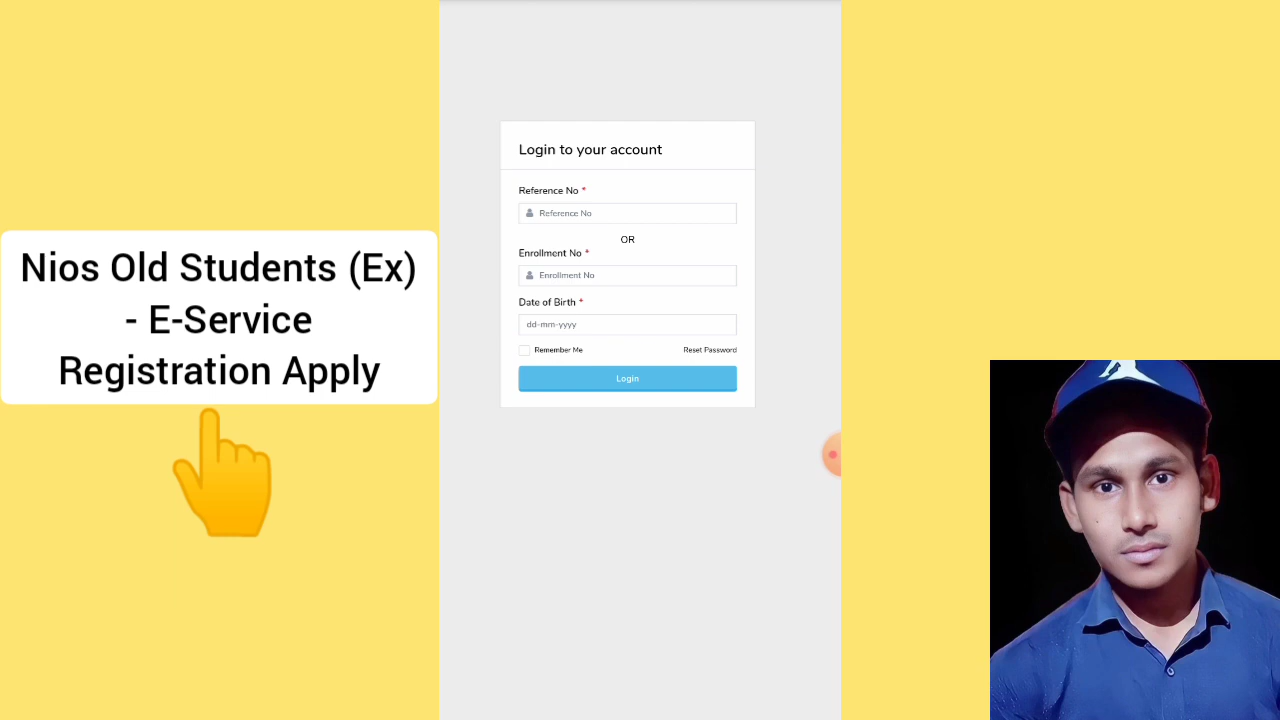 Nios Old Students (Ex)
- E-Service
Registration Apply
Login to your account
Reference No *
Reference No
OR
Enrollment No *
Enrollment No
Date of Birth *
dd-mm-yyyy
Remember Me Reset Password
Login